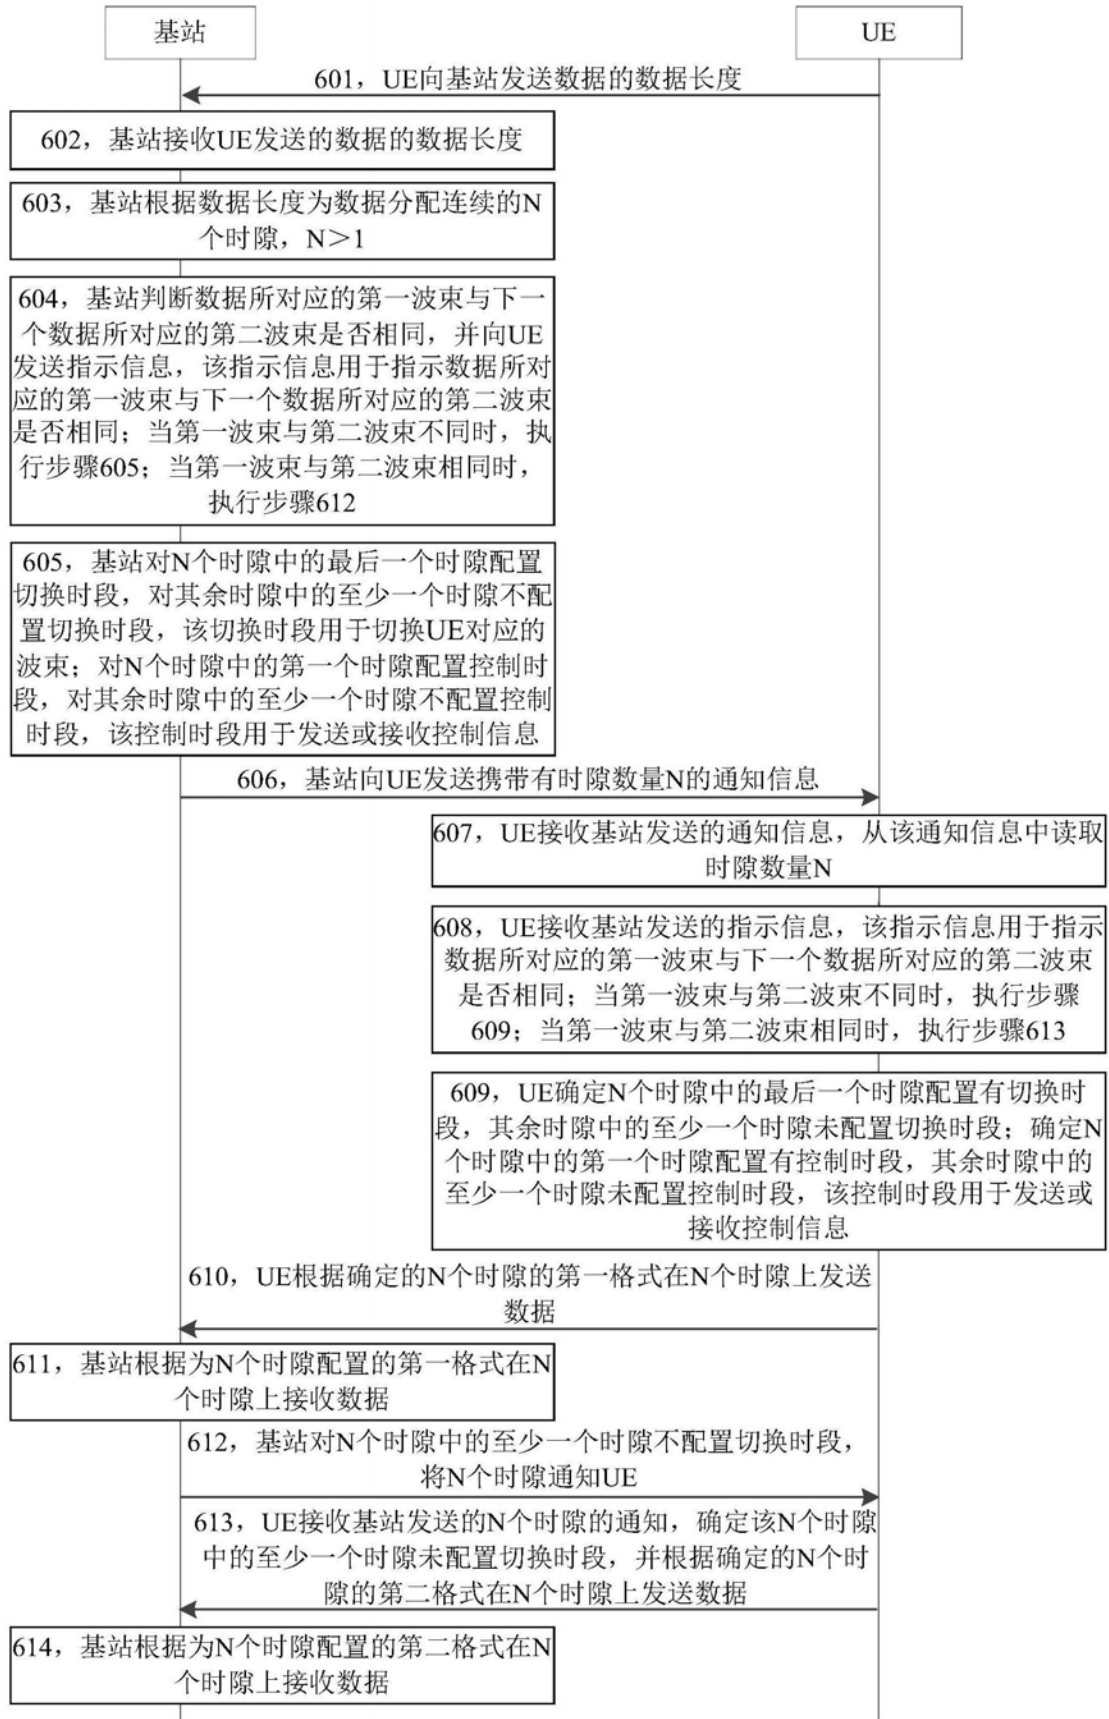 基站
UE
601，UE向基站发送数据的数据长度
602，基站接收UE发送的数据的数据长度
603，基站根据数据长度为数据分配连续的N
个时隙，N＞1
604，基站判断数据所对应的第一波束与下一
个数据所对应的第二波束是否相同，并向UE
发送指示信息，该指示信息用于指示数据所对
应的第一波束与下一个数据所对应的第二波束
是否相同；当第一波束与第二波束不同时，执
行步骤605；当第一波束与第二波束相同时，
执行步骤612
605，基站对N个时隙中的最后一个时隙配置
切换时段，对其余时隙中的至少一个时隙不配
置切换时段，该切换时段用于切换UE对应的
波束；对N个时隙中的第一个时隙配置控制时
段，对其余时隙中的至少一个时隙不配置控制
时段，该控制时段用于发送或接收控制信息
606，基站向UE发送携带有时隙数量N的通知信息
607，UE接收基站发送的通知信息，从该通知信息中读取
时隙数量N
608，UE接收基站发送的指示信息，该指示信息用于指示
数据所对应的第一波束与下一个数据所对应的第二波束
是否相同；当第一波束与第二波束不同时，执行步骤
609；当第一波束与第二波束相同时，执行步骤613
609，UE确定N个时隙中的最后一个时隙配置有切换时
段，其余时隙中的至少一个时隙未配置切换时段；确定N
个时隙中的第一个时隙配置有控制时段，其余时隙中的
至少一个时隙未配置控制时段，该控制时段用于发送或
接收控制信息
610，UE根据确定的N个时隙的第一格式在N个时隙上发送
数据
611，基站根据为N个时隙配置的第一格式在N
个时隙上接收数据
612，基站对N个时隙中的至少一个时隙不配置切换时段，
将N个时隙通知UE
613，UE接收基站发送的N个时隙的通知，确定该N个时隙
中的至少一个时隙未配置切换时段，并根据确定的N个时
隙的第二格式在N个时隙上发送数据
614，基站根据为N个时隙配置的第二格式在N
个时隙上接收数据